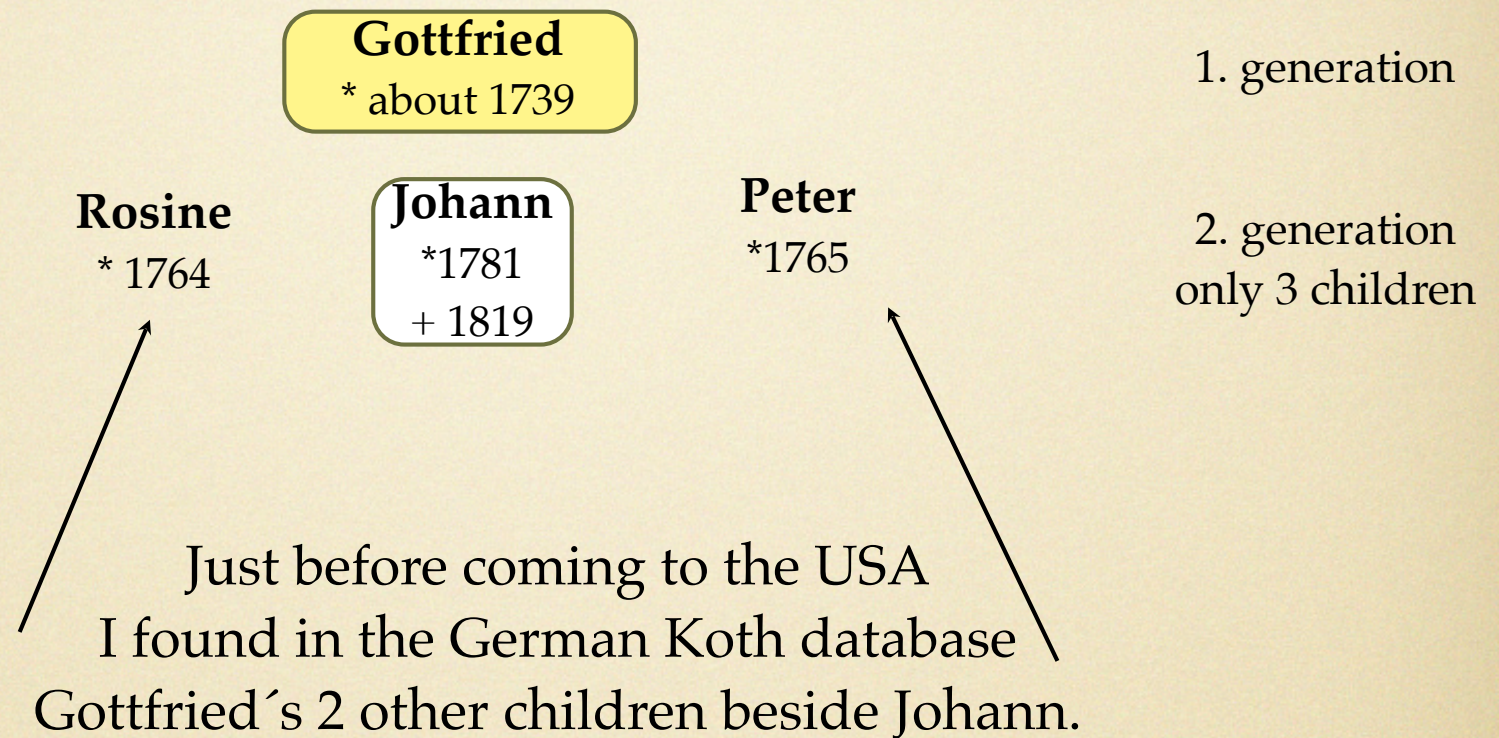 Gottfried
* about 1739
1. generation
Rosine
* 1764
Johann
*1781
+ 1819
Peter
*1765
2. generation
only 3 children
Just before coming to the USA
I found in the German Koth database
Gottfried´s 2 other children beside Johann.